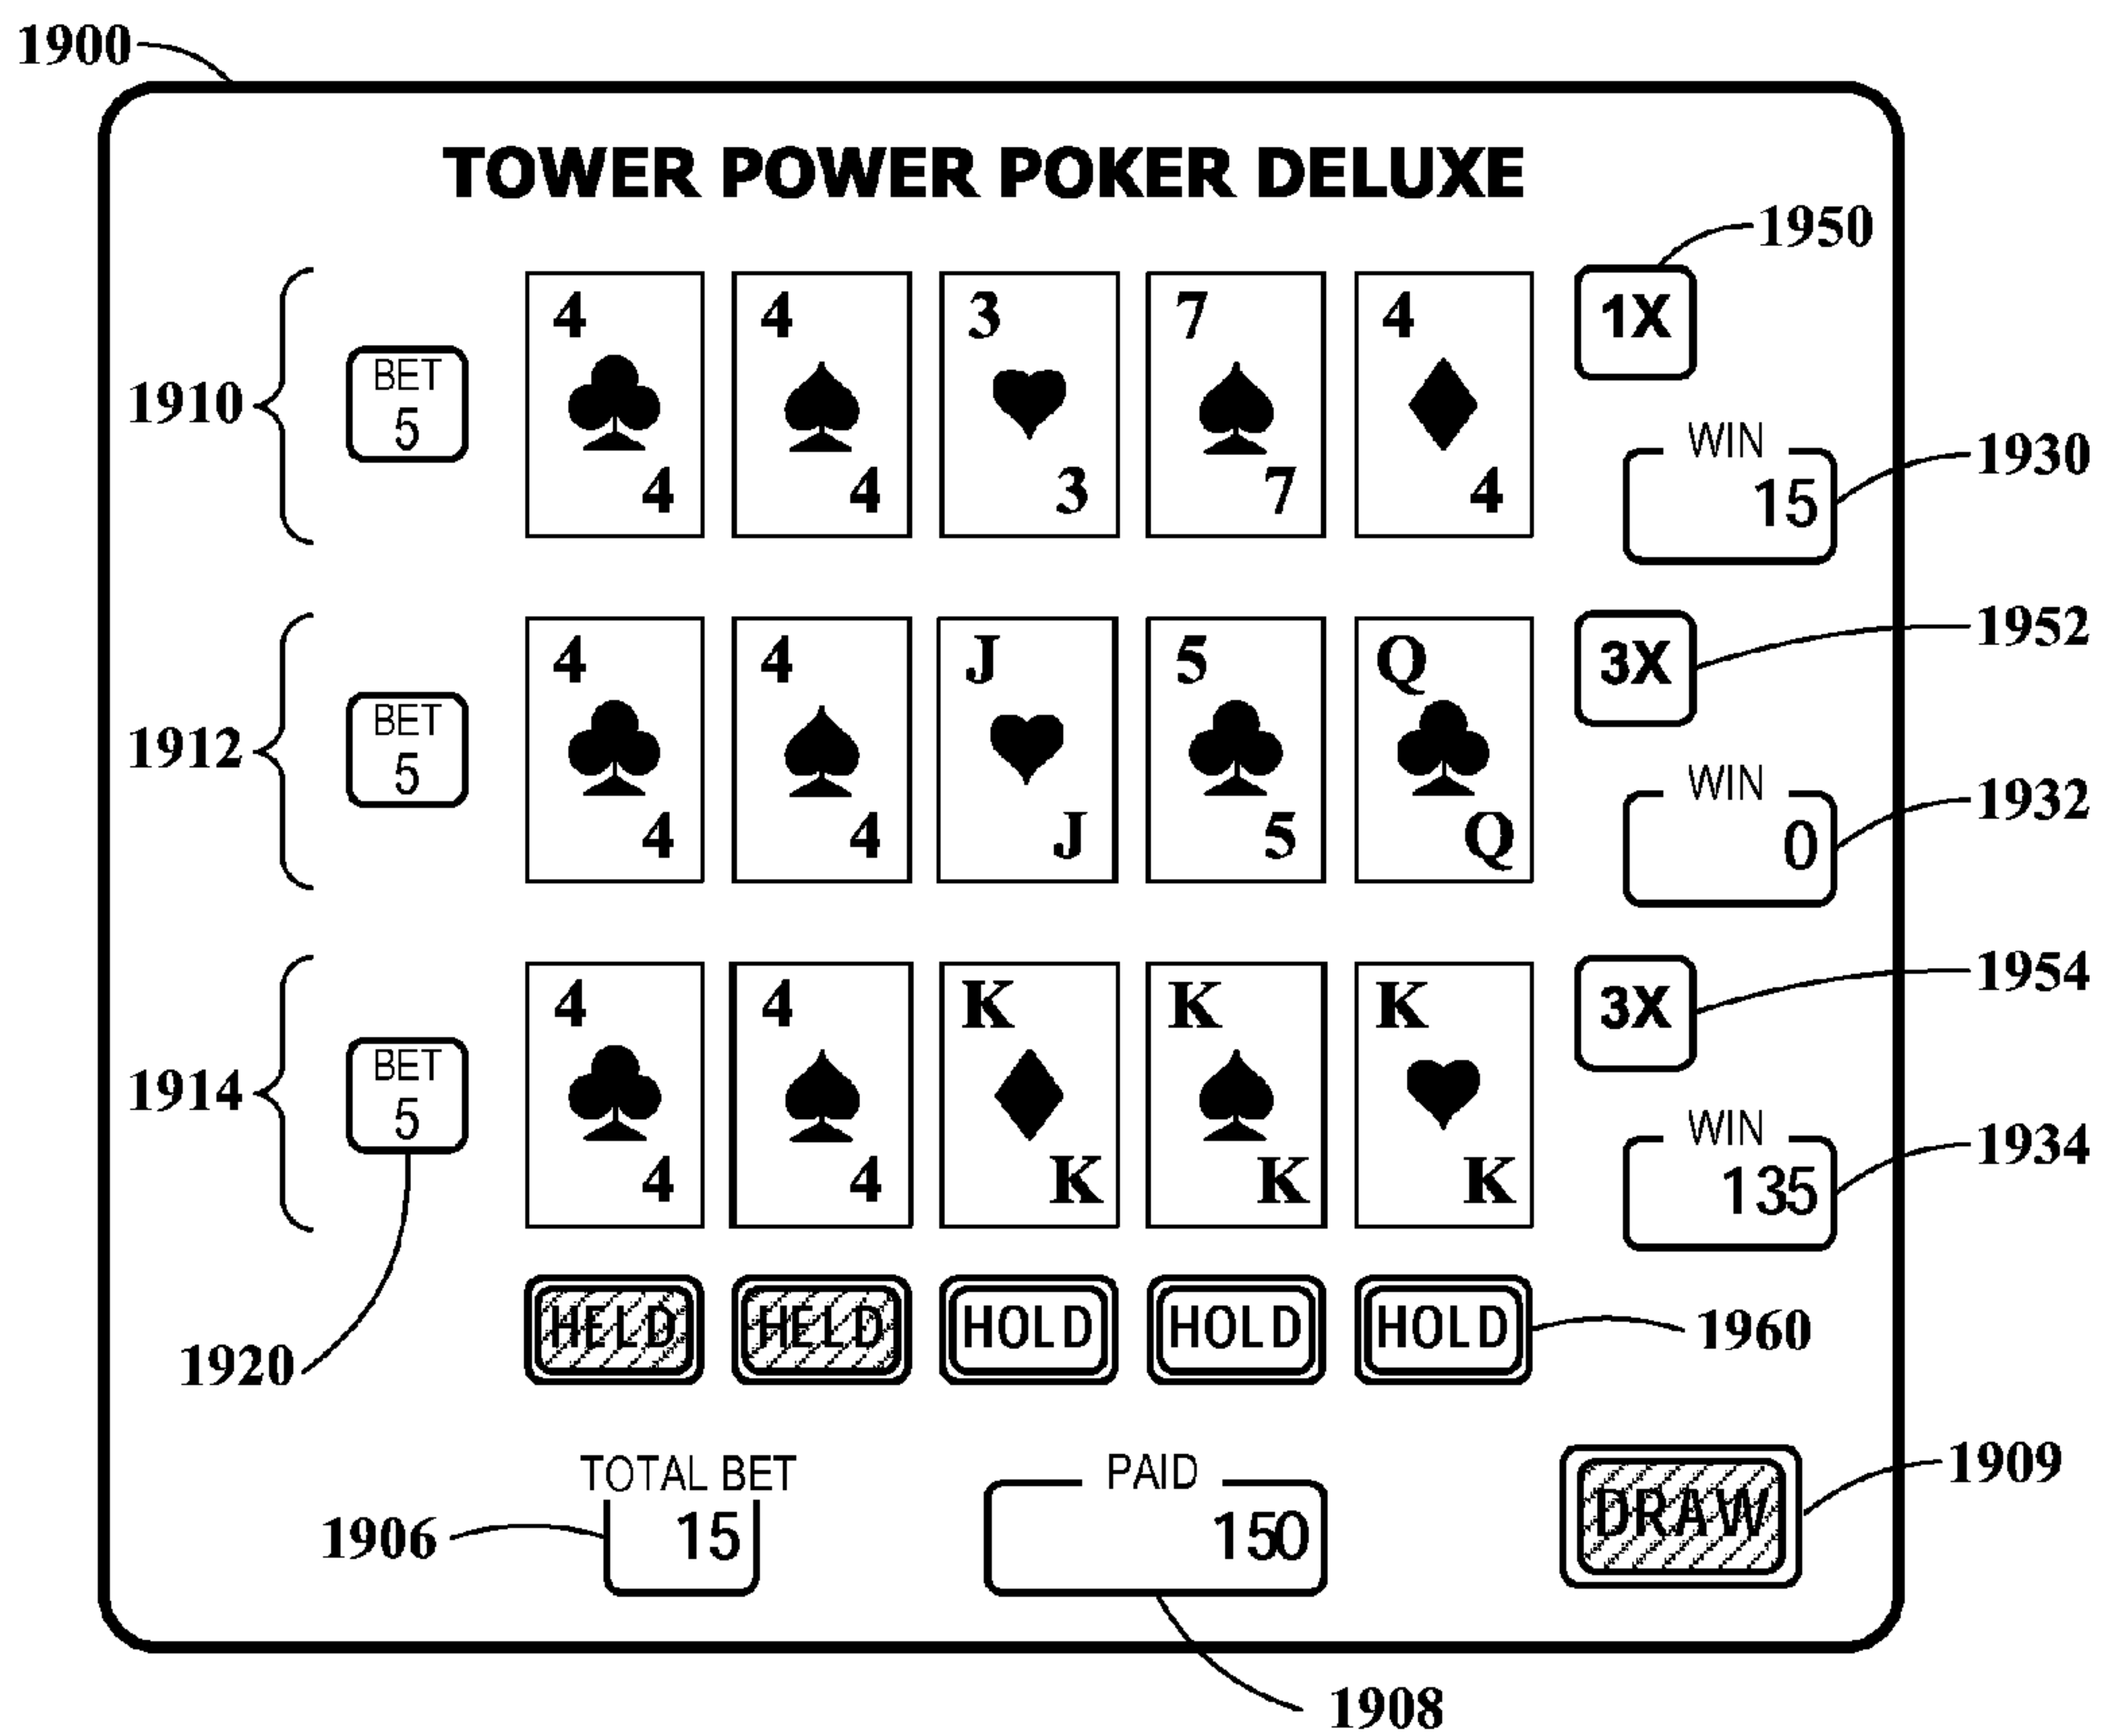 1900
TOWER POWER POKER DELUXE
1950
4 4 3 7 4 1X
1910 BET 5
WIN 15 1930
4 4 3 7 4
4 4 J 5 Q 3X 1952
1912 BET 5
WIN 0 1932
4 4 J 5 Q
4 4 K K K 3X 1954
1914 BET 5
WIN 135 1934
4 4 K K K
HELD HELD HOLD HOLD HOLD 1960
1920
TOTAL BET PAID
1906 15 150 DRAW 1909
1908